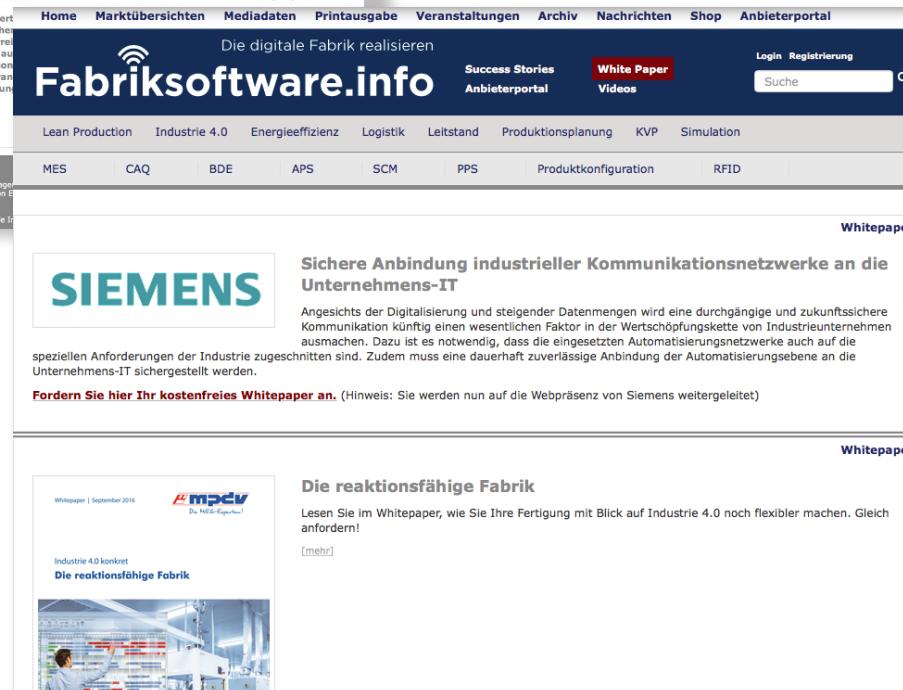 Home Marktübersichten Mediadaten Printausgabe Veranstaltungen Archiv Nachrichten Shop Anbieterportal
Die digitale Fabrik realisieren
Fabriksoftware.info
Success Stories White Paper
Anbieterportal Videos
Login Registrierung
Suche
Lean Production Industrie 4.0 Energieeffizienz Logistik Leitstand Produktionsplanung KVP Simulation
MES CAQ BDE APS SCM PPS Produktkonfiguration RFID
Whitepape
SIEMENS
Sichere Anbindung industrieller Kommunikationsnetzwerke an die
Unternehmens-IT
Angesichts der Digitalisierung und steigender Datenmengen wird eine durchgängige und zukunftssichere
Kommunikation künftig einen wesentlichen Faktor in der Wertschöpfungskette von Industrieunternehmen
ausmachen. Dazu ist es notwendig, dass die eingesetzten Automatisierungsnetzwerke auch auf die
speziellen Anforderungen der Industrie zugeschnitten sind. Zudem muss eine dauerhaft zuverlässige Anbindung der Automatisierungsebene an die
Unternehmens-IT sichergestellt werden.
Fordern Sie hier Ihr kostenfreies Whitepaper an. (Hinweis: Sie werden nun auf die Webpräsenz von Siemens weitergeleitet)
Whitepape
Whitepaper | September 2016
mpdv
Die MES-Experten!
Industrie 4.0 konkret
Die reaktionsfähige Fabrik
Die reaktionsfähige Fabrik
Lesen Sie im Whitepaper, wie Sie Ihre Fertigung mit Blick auf Industrie 4.0 noch flexibler machen. Gleich
anfordern!
[mehr]